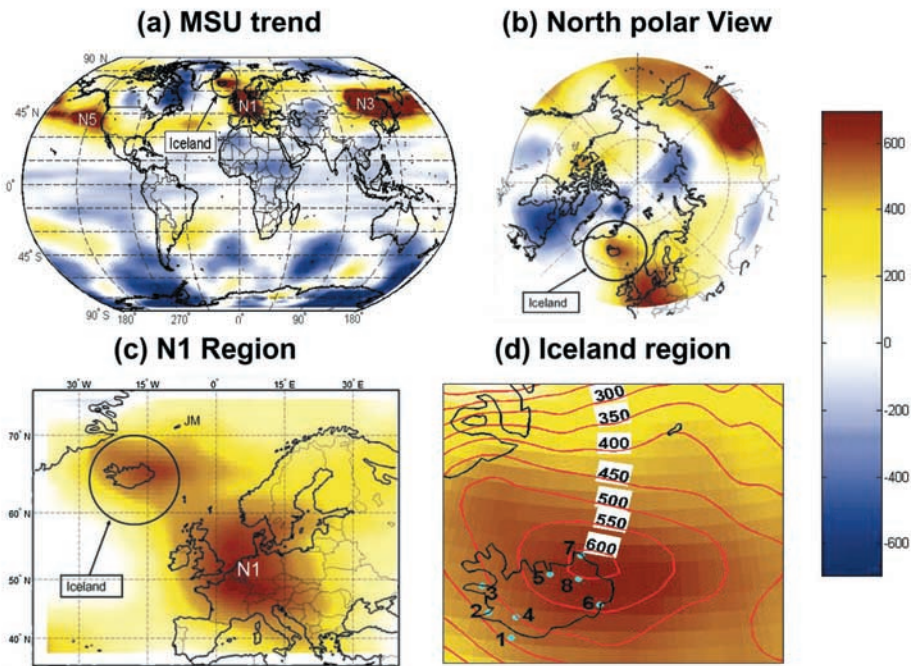 (a) MSU trend
(b) North polar View
90 N
45 N
0°
45 S
90°S
180°
270°
0°
90°
180°
N5
N1
N3
Iceland
Iceland
600
400
200
0
-200
-400
-600
(c) N1 Region
(d) Iceland region
30°W
15°W
0°
15°E
30°E
70°N
60°N
50°N
40°N
JM
N1
Iceland
300
350
400
450
500
550
600
7
5
8
3
2
4
6
1